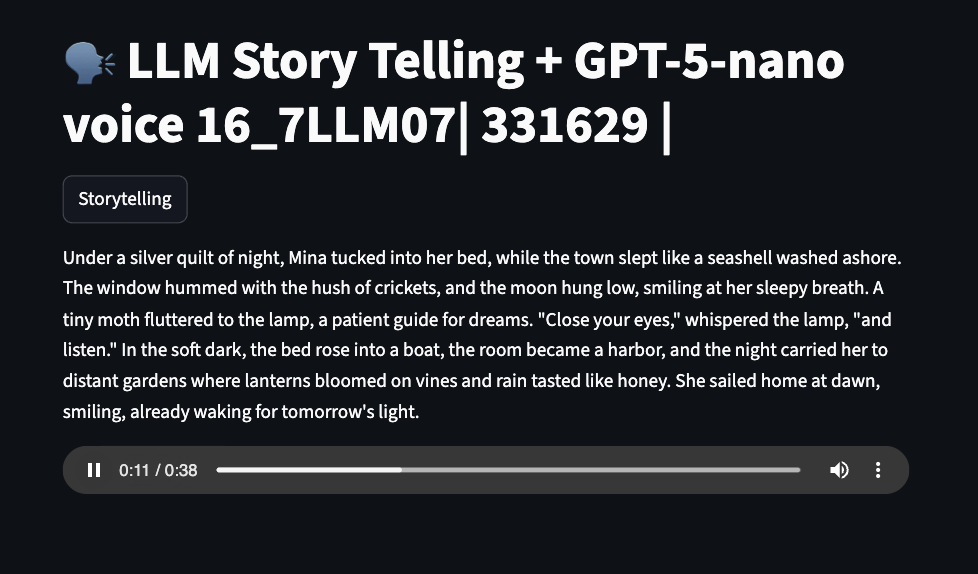 🗣️ LLM Story Telling + GPT-5-nano
voice 16_7LLM07| 331629 |
Storytelling
Under a silver quilt of night, Mina tucked into her bed, while the town slept like a seashell washed ashore.
The window hummed with the hush of crickets, and the moon hung low, smiling at her sleepy breath. A
tiny moth fluttered to the lamp, a patient guide for dreams. "Close your eyes," whispered the lamp, "and
listen." In the soft dark, the bed rose into a boat, the room became a harbor, and the night carried her to
distant gardens where lanterns bloomed on vines and rain tasted like honey. She sailed home at dawn,
smiling, already waking for tomorrow's light.
0:11 / 0:38